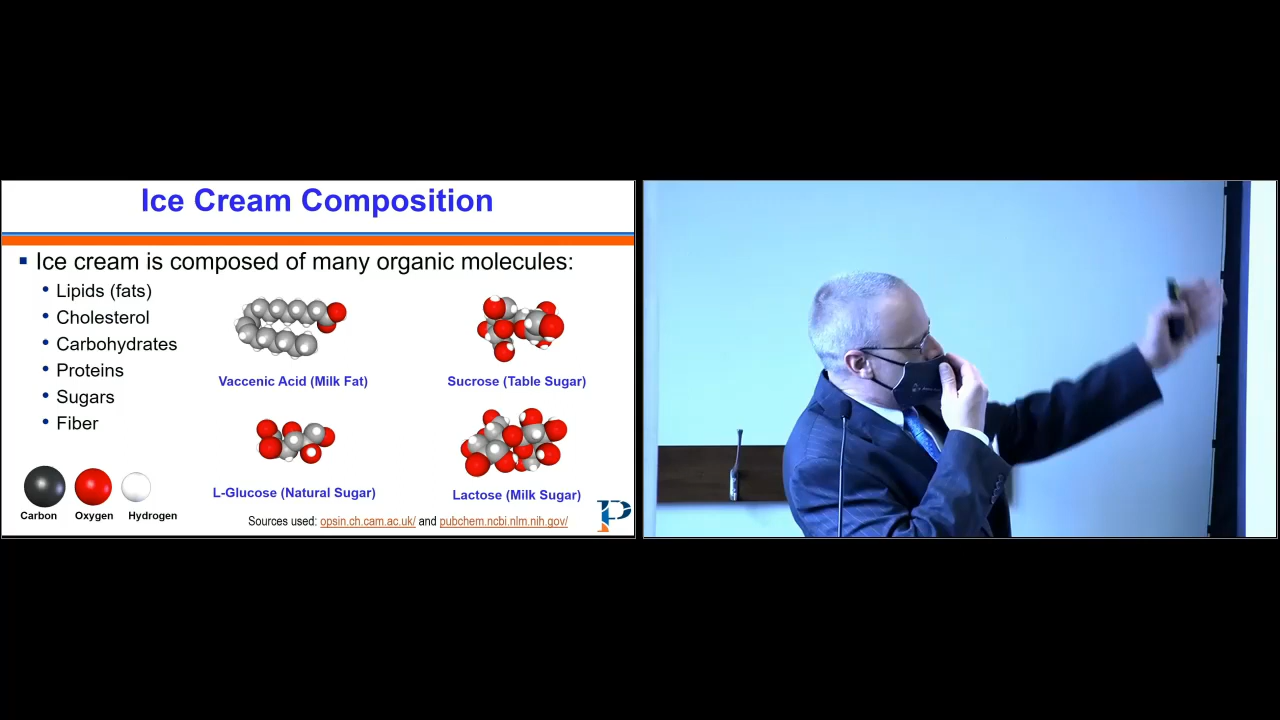 Ice Cream Composition
Ice cream is composed of many organic molecules:
Lipids (fats)
Cholesterol
Carbohydrates
Proteins
Sugars
Fiber
Vaccenic Acid (Milk Fat)
Sucrose (Table Sugar)
L-Glucose (Natural Sugar)
Lactose (Milk Sugar)
Carbon
Oxygen
Hydrogen
Sources used: opsin.ch.cam.ac.uk/ and pubchem.ncbi.nlm.nih.gov/
P